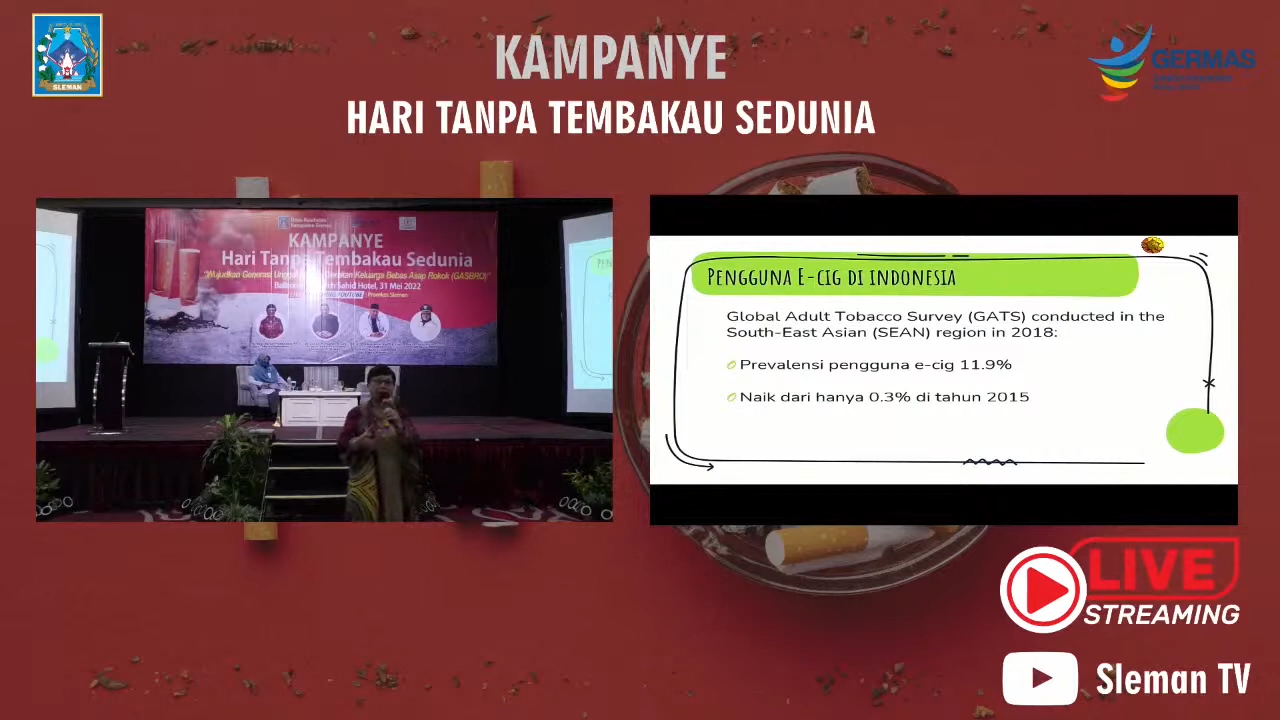 KAMPANYE
HARI TANPA TEMBAKAU SEDUNIA
SLEMAN
GERMAS
KAMPANYE
Hari Tanpa Tembakau Sedunia
Sahid Hotel, 31 Mei 2022
PENGGUNA E-CIG DI INDONESIA
Global Adult Tobacco Survey (GATS) conducted in the
South-East Asian (SEAN) region in 2018:
Prevalensi pengguna e-cig 11.9%
Naik dari hanya 0.3% di tahun 2015
LIVE
STREAMING
Sleman TV